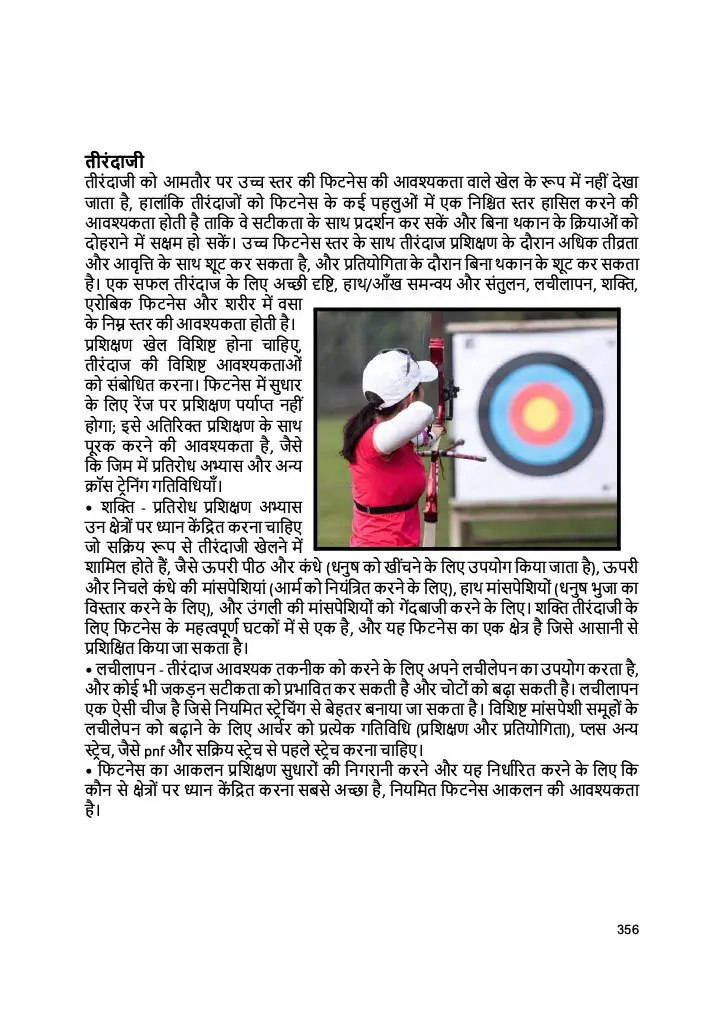 तीरंदाजी
तीरंदाजी को आमतौर पर उच्च स्तर की फिटनेस की आवश्यकता वाले खेल के रूप में नहीं देखा
जाता है, हालांकि तीरंदाजों को फिटनेस के कई पहलुओं में एक निश्चित स्तर हासिल करने की
आवश्यकता होती है ताकि वे सटीकता के साथ प्रदर्शन कर सकें और बिना थकान के क्रियाओं को
दोहराने में सक्षम हो सकें। उच्च फिटनेस स्तर के साथ तीरंदाज प्रशिक्षण के दौरान अधिक तीव्रता
और आवृत्ति के साथ शूट कर सकता है, और प्रतियोगिता के दौरान बिना थकान के शूट कर सकता
है। एक सफल तीरंदाज के लिए अच्छी दृष्टि, हाथ/आँख समन्वय और संतुलन, लचीलापन, शक्ति,
एरोबिक फिटनेस और शरीर में वसा
के निम्न स्तर की आवश्यकता होती है।
प्रशिक्षण खेल विशिष्ट होना चाहिए,
तीरंदाज की विशिष्ट आवश्यकताओं
को संबोधित करना। फिटनेस में सुधार
के लिए रेंज पर प्रशिक्षण पर्याप्त नहीं
होगा; इसे अतिरिक्त प्रशिक्षण के साथ
पूरक करने की आवश्यकता है, जैसे
कि जिम में प्रतिरोध अभ्यास और अन्य
क्रॉस ट्रेनिंग गतिविधियाँ।
• शक्ति - प्रतिरोध प्रशिक्षण अभ्यास
उन क्षेत्रों पर ध्यान केंद्रित करना चाहिए
जो सक्रिय रूप से तीरंदाजी खेलने में
शामिल होते हैं, जैसे ऊपरी पीठ और कंधे (धनुष को खींचने के लिए उपयोग किया जाता है), ऊपरी
और निचले कंधे की मांसपेशियां (आर्म को नियंत्रित करने के लिए), हाथ मांसपेशियों (धनुष भुजा का
विस्तार करने के लिए), और उंगली की मांसपेशियों को गेंदबाजी करने के लिए। शक्ति तीरंदाजी के
लिए फिटनेस के महत्वपूर्ण घटकों में से एक है, और यह फिटनेस का एक क्षेत्र है जिसे आसानी से
प्रशिक्षित किया जा सकता है।
• लचीलापन - तीरंदाज आवश्यक तकनीक को करने के लिए अपने लचीलेपन का उपयोग करता है,
और कोई भी जकड़न सटीकता को प्रभावित कर सकती है और चोटों को बढ़ा सकती है। लचीलापन
एक ऐसी चीज है जिसे नियमित स्ट्रेचिंग से बेहतर बनाया जा सकता है। विशिष्ट मांसपेशी समूहों के
लचीलेपन को बढ़ाने के लिए आर्चर को प्रत्येक गतिविधि (प्रशिक्षण और प्रतियोगिता), प्लस अन्य
स्ट्रेच, जैसे pnf और सक्रिय स्ट्रेच से पहले स्ट्रेच करना चाहिए।
• फिटनेस का आकलन प्रशिक्षण सुधारों की निगरानी करने और यह निर्धारित करने के लिए कि
कौन से क्षेत्रों पर ध्यान केंद्रित करना सबसे अच्छा है, नियमित फिटनेस आकलन की आवश्यकता
है।
356